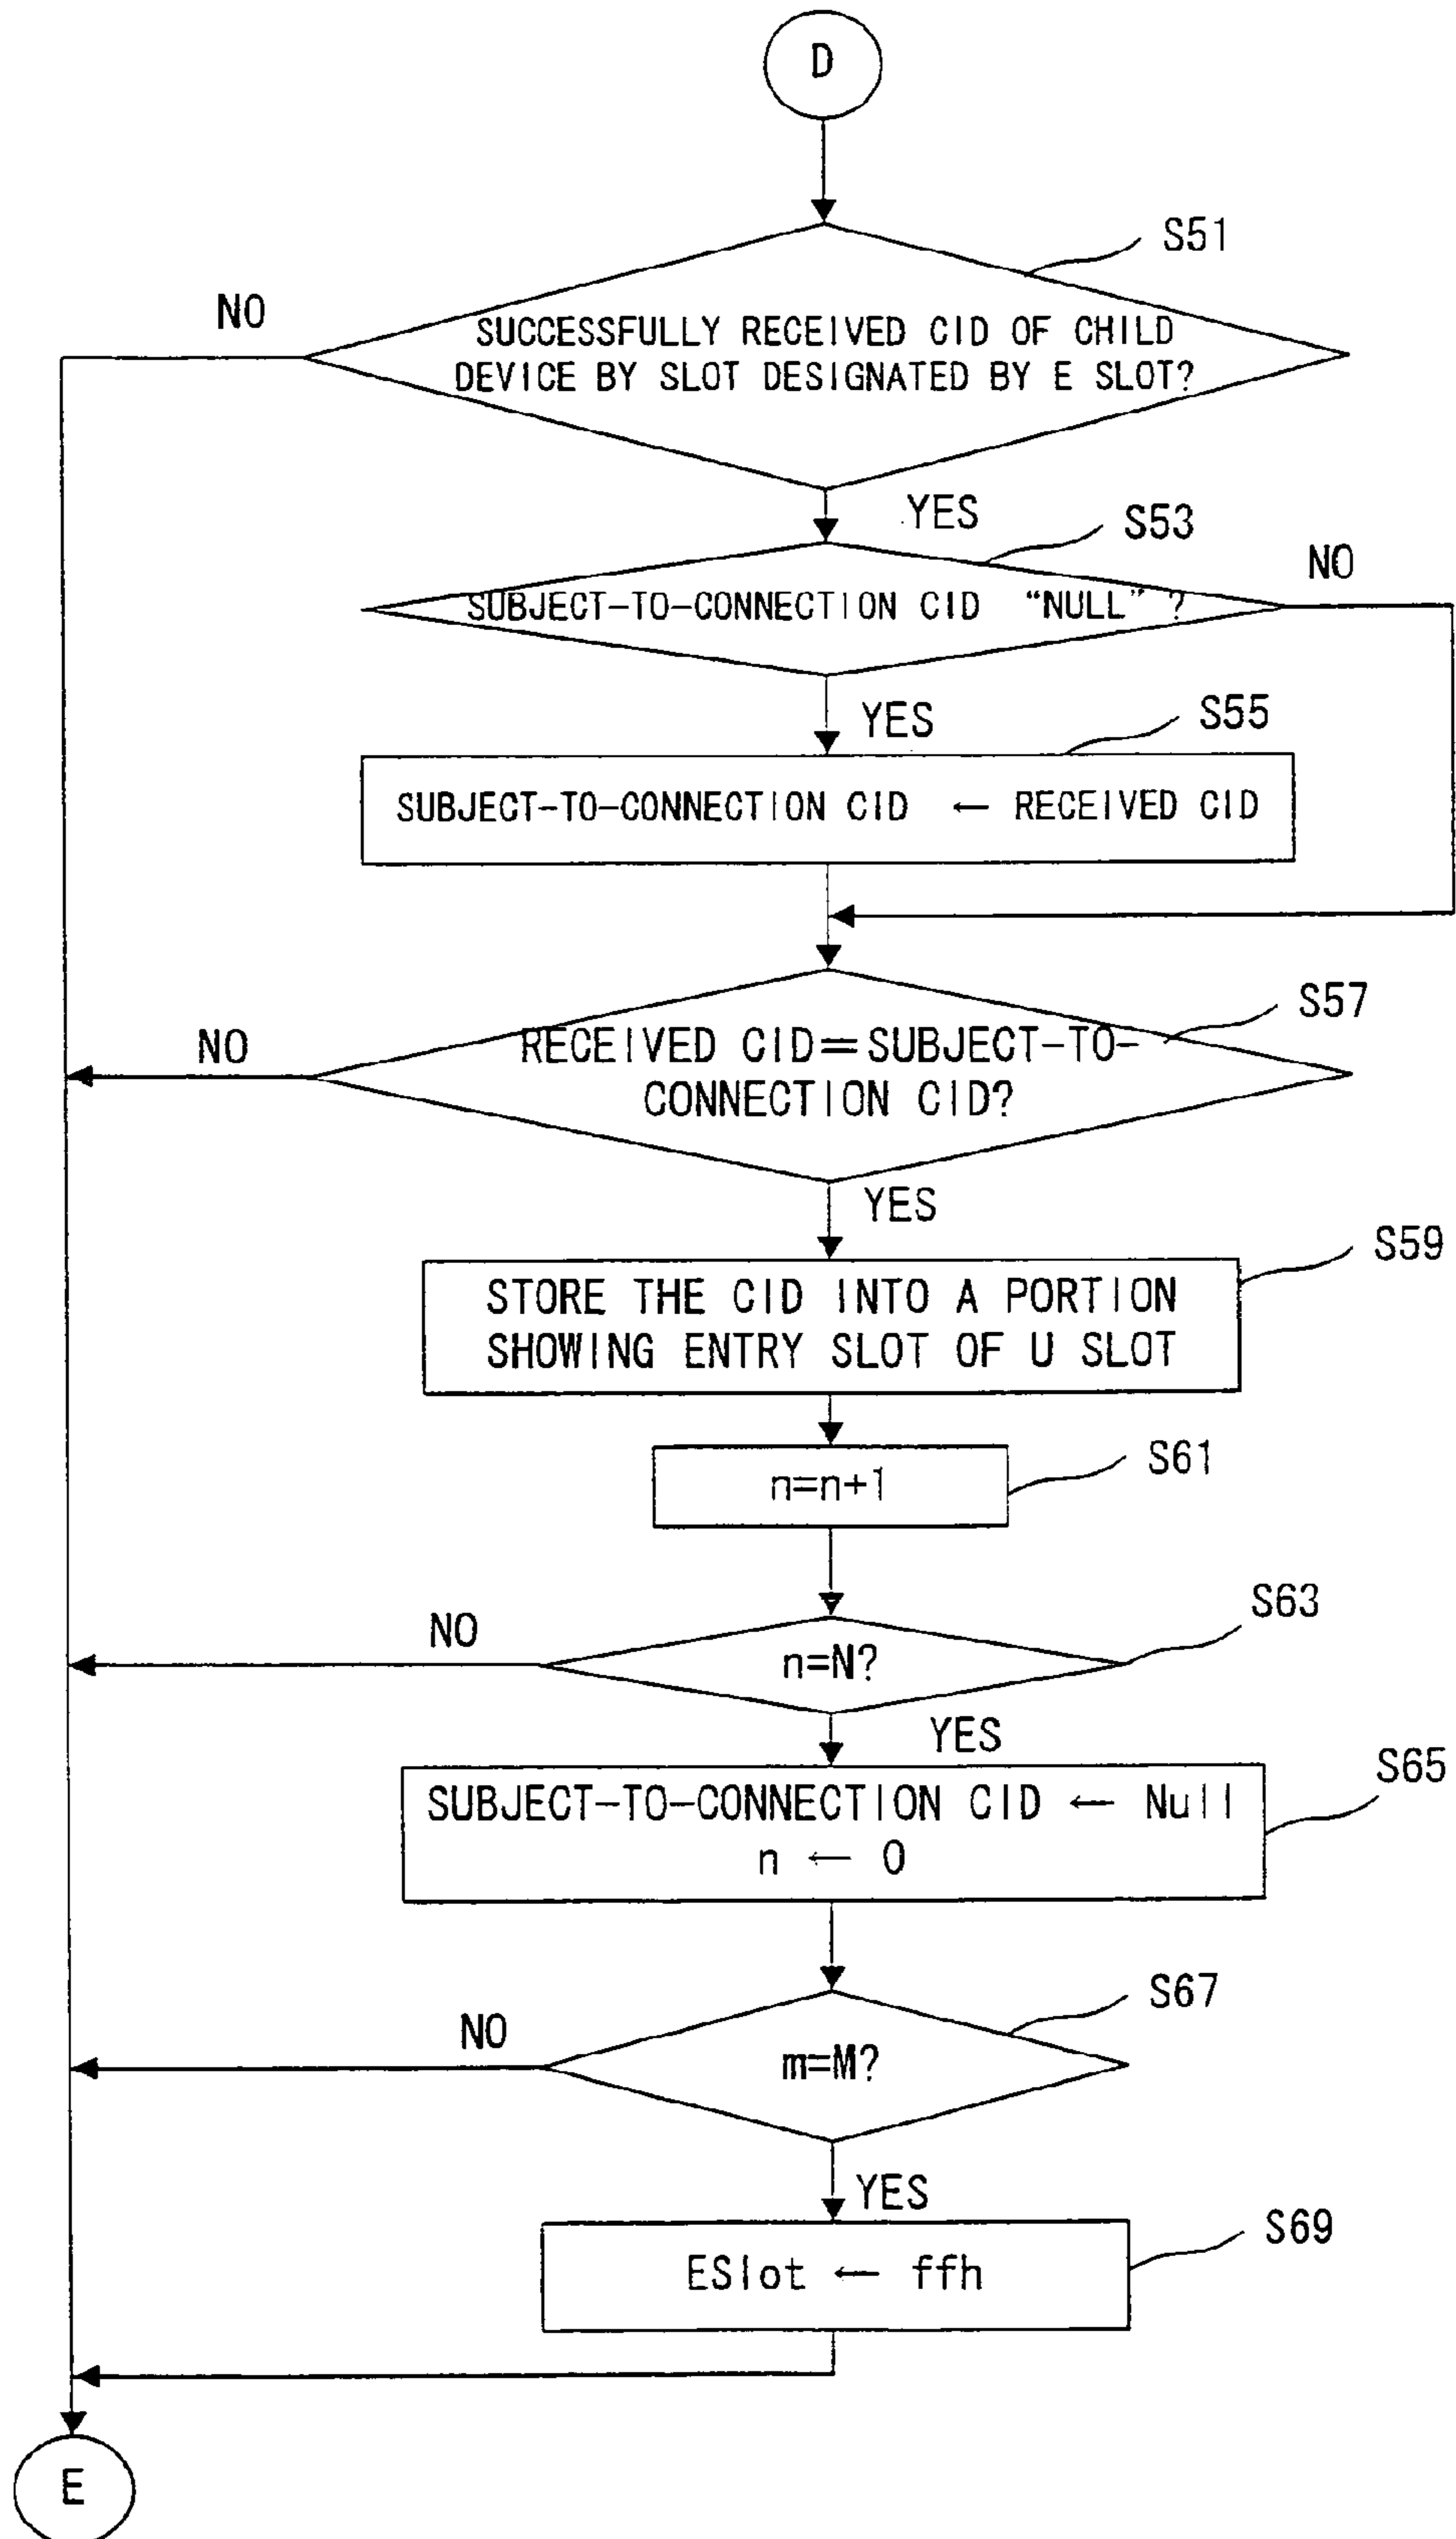 D
S51
NO
SUCCESSFULLY RECEIVED CID OF CHILD
DEVICE BY SLOT DESIGNATED BY E SLOT?
YES
S53
NO
SUBJECT-TO-CONNECTION CID “NULL” ?
YES
S55
SUBJECT-TO-CONNECTION CID ← RECEIVED CID
S57
NO
RECEIVED CID=SUBJECT-TO-
CONNECTION CID?
YES
S59
STORE THE CID INTO A PORTION
SHOWING ENTRY SLOT OF U SLOT
S61
n=n+1
S63
NO
n=N?
YES
S65
SUBJECT-TO-CONNECTION CID ← Null
n ← 0
S67
NO
m=M?
YES
S69
ESlot ← ffh
E